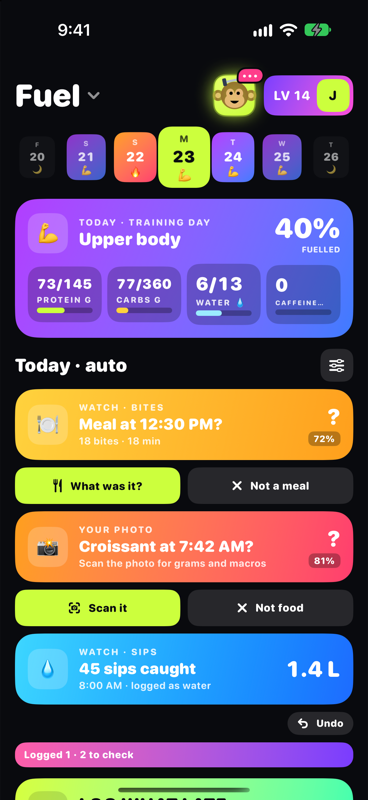 9:41
Fuel
LV 14 J
F S S M T W T
20 21 22 23 24 25 26
TODAY · TRAINING DAY
Upper body
40%
FUELLED
73/145
PROTEIN G
77/360
CARBS G
6/13
WATER
0
CAFFEINE...
Today · auto
WATCH · BITES
Meal at 12:30 PM?
18 bites · 18 min
?
72%
What was it?
Not a meal
YOUR PHOTO
Croissant at 7:42 AM?
Scan the photo for grams and macros
?
81%
Scan it
Not food
WATCH · SIPS
45 sips caught
8:00 AM · logged as water
1.4 L
Undo
Logged 1 · 2 to check